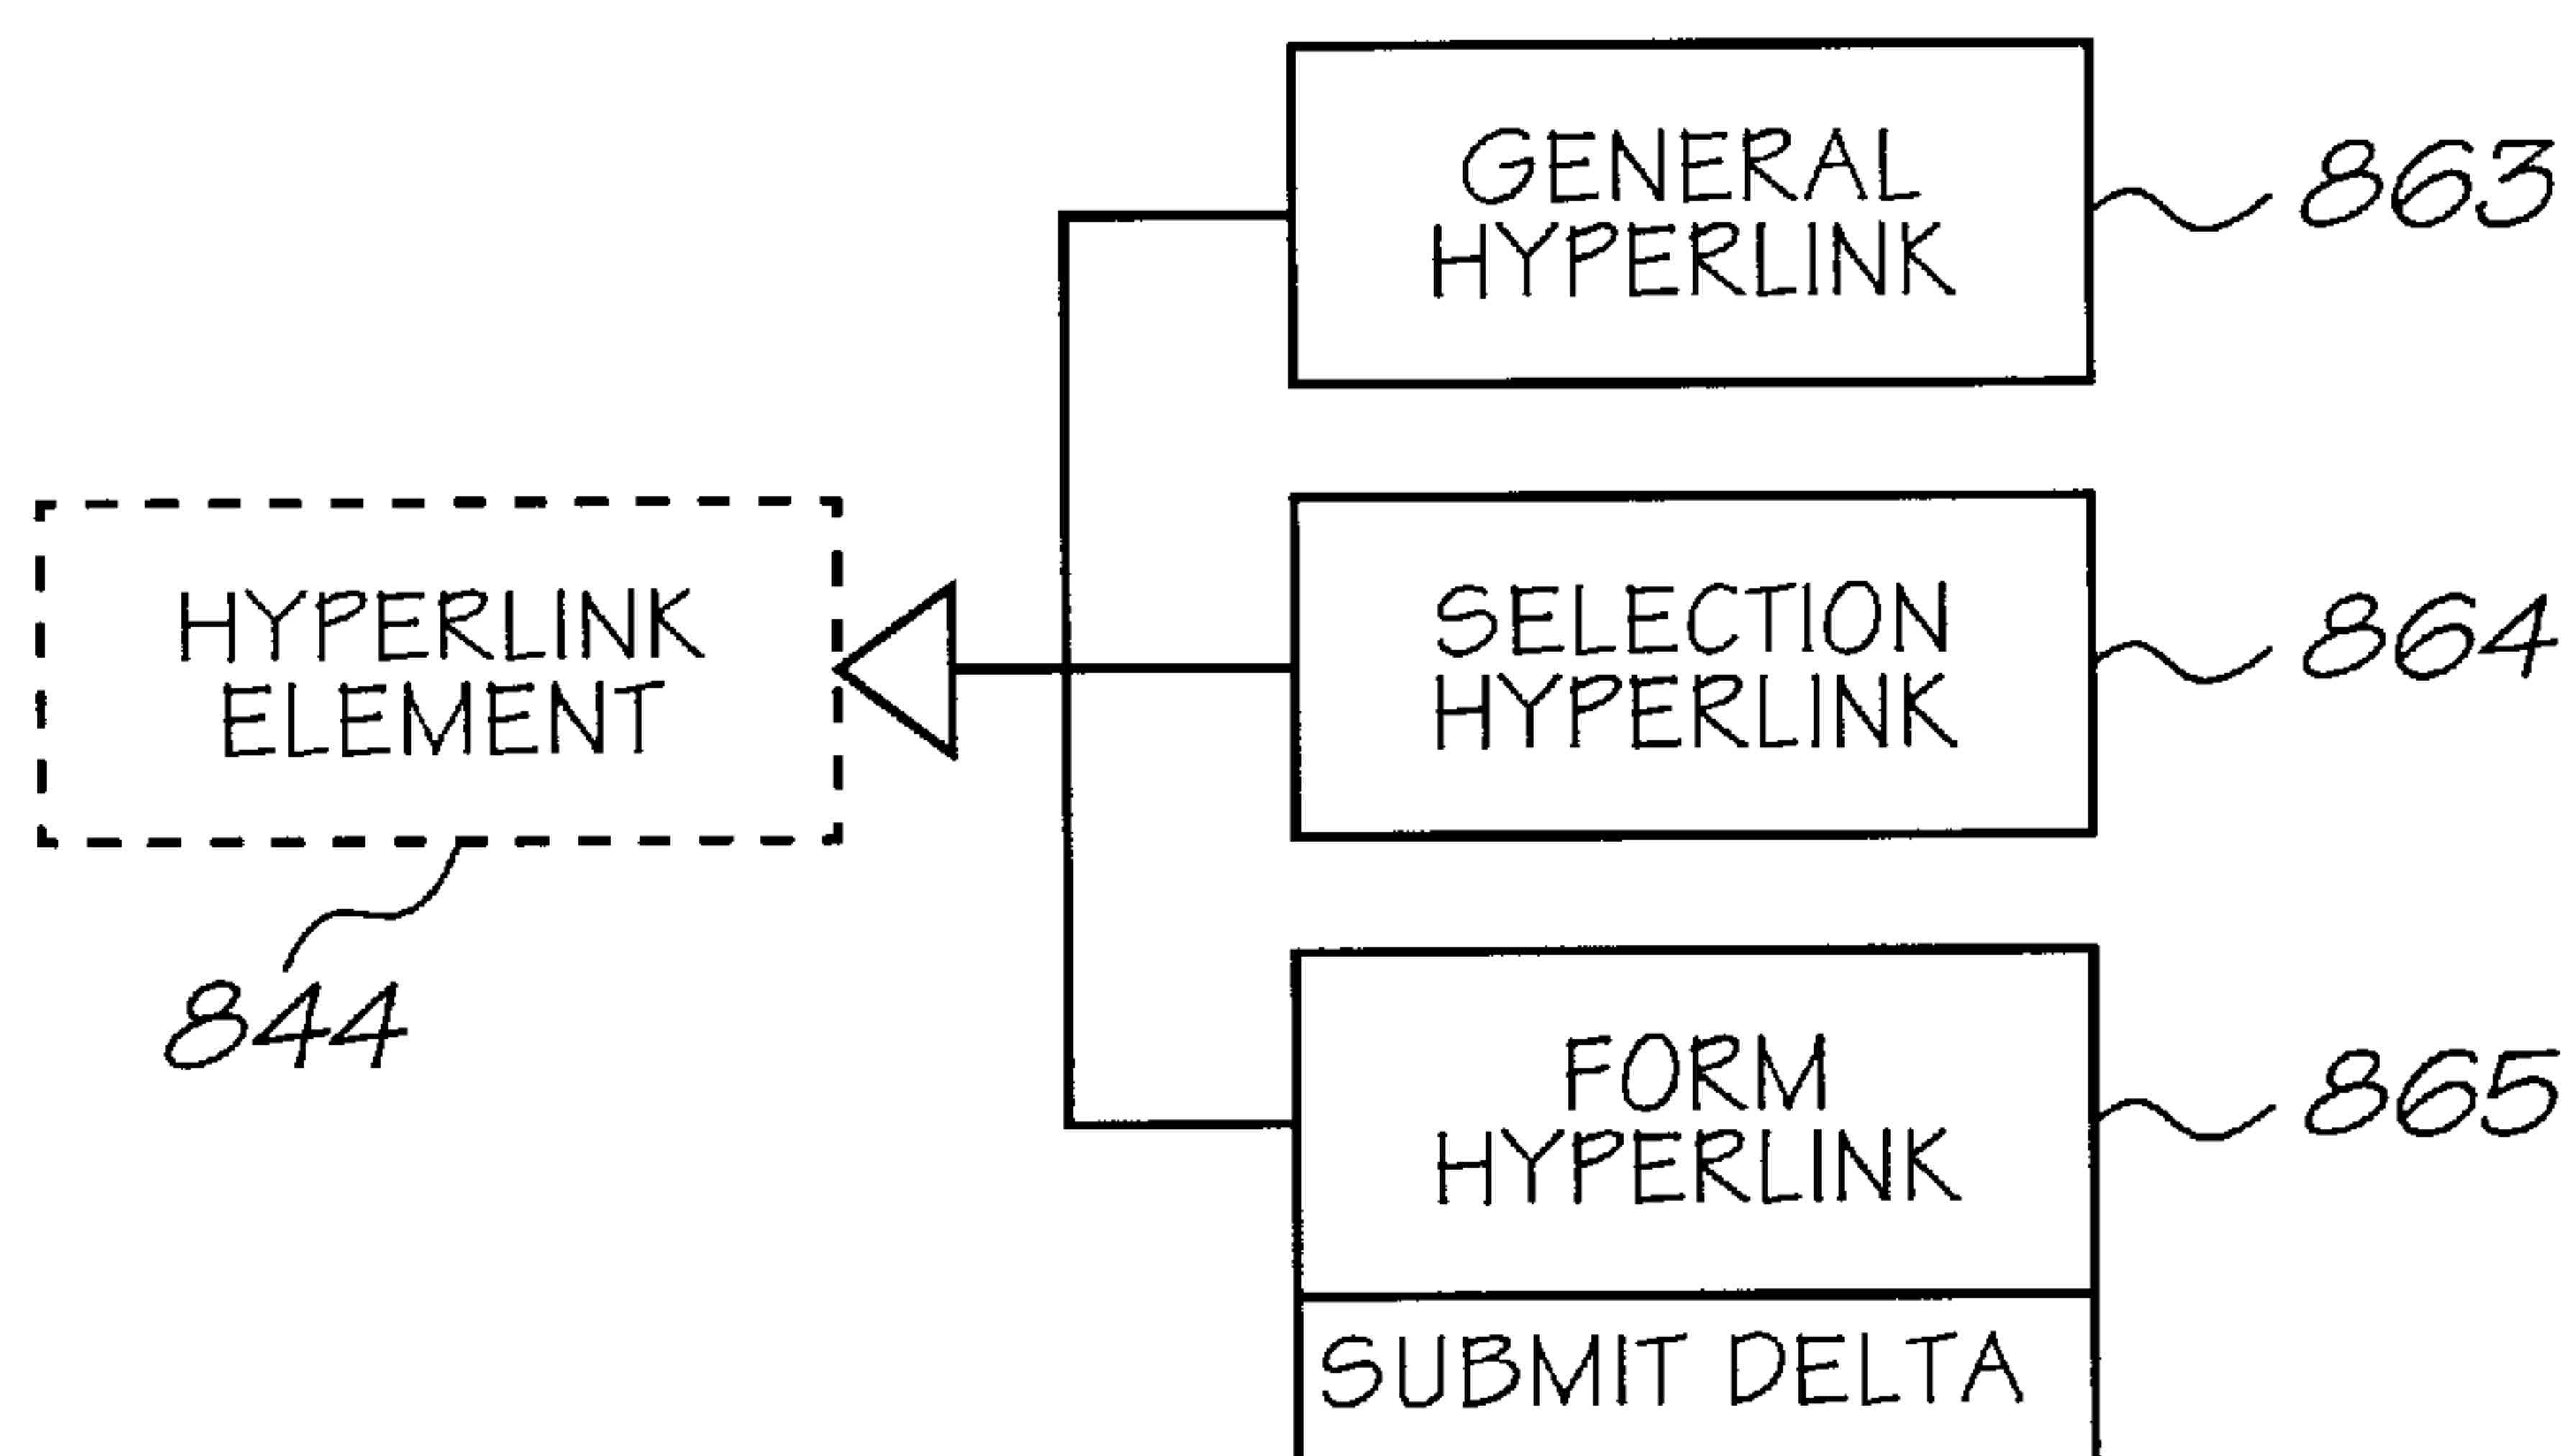 GENERAL
HYPERLINK
863
HYPERLINK
ELEMENT
844
SELECTION
HYPERLINK
864
FORM
HYPERLINK
865
SUBMIT DELTA